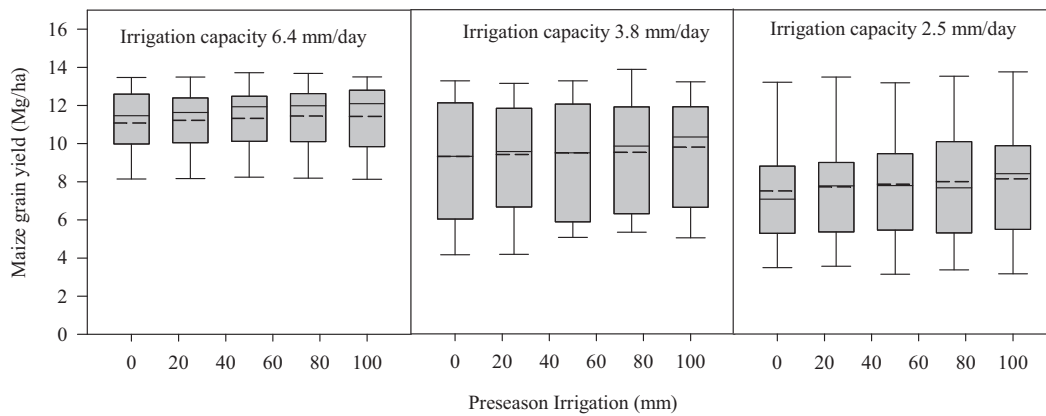 Irrigation capacity 6.4 mm/day
Irrigation capacity 3.8 mm/day
Irrigation capacity 2.5 mm/day
Maize grain yield (Mg/ha)
16
14
12
10
8
6
4
2
0
0 20 40 60 80 100
0 20 40 60 80 100
0 20 40 60 80 100
Preseason Irrigation (mm)